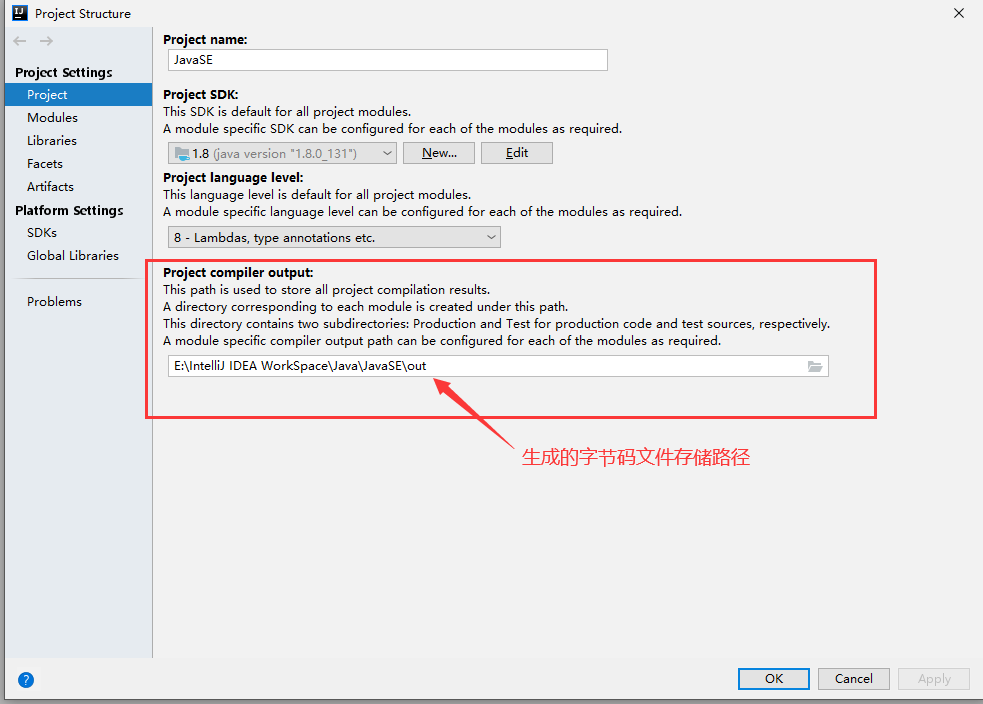 Project Structure
Project Settings
Project
Modules
Libraries
Facets
Artifacts
Platform Settings
SDKs
Global Libraries
Problems
Project name:
JavaSE
Project SDK:
This SDK is default for all project modules.
A module specific SDK can be configured for each of the modules as required.
1.8 (java version "1.8.0_131")
New...
Edit
Project language level:
This language level is default for all project modules.
A module specific language level can be configured for each of the modules as required.
8 - Lambdas, type annotations etc.
Project compiler output:
This path is used to store all project compilation results.
A directory corresponding to each module is created under this path.
This directory contains two subdirectories: Production and Test for production code and test sources, respectively.
A module specific compiler output path can be configured for each of the modules as required.
E:\IntelliJ IDEA WorkSpace\Java\JavaSE\out
生成的字节码文件存储路径
?
OK
Cancel
Apply